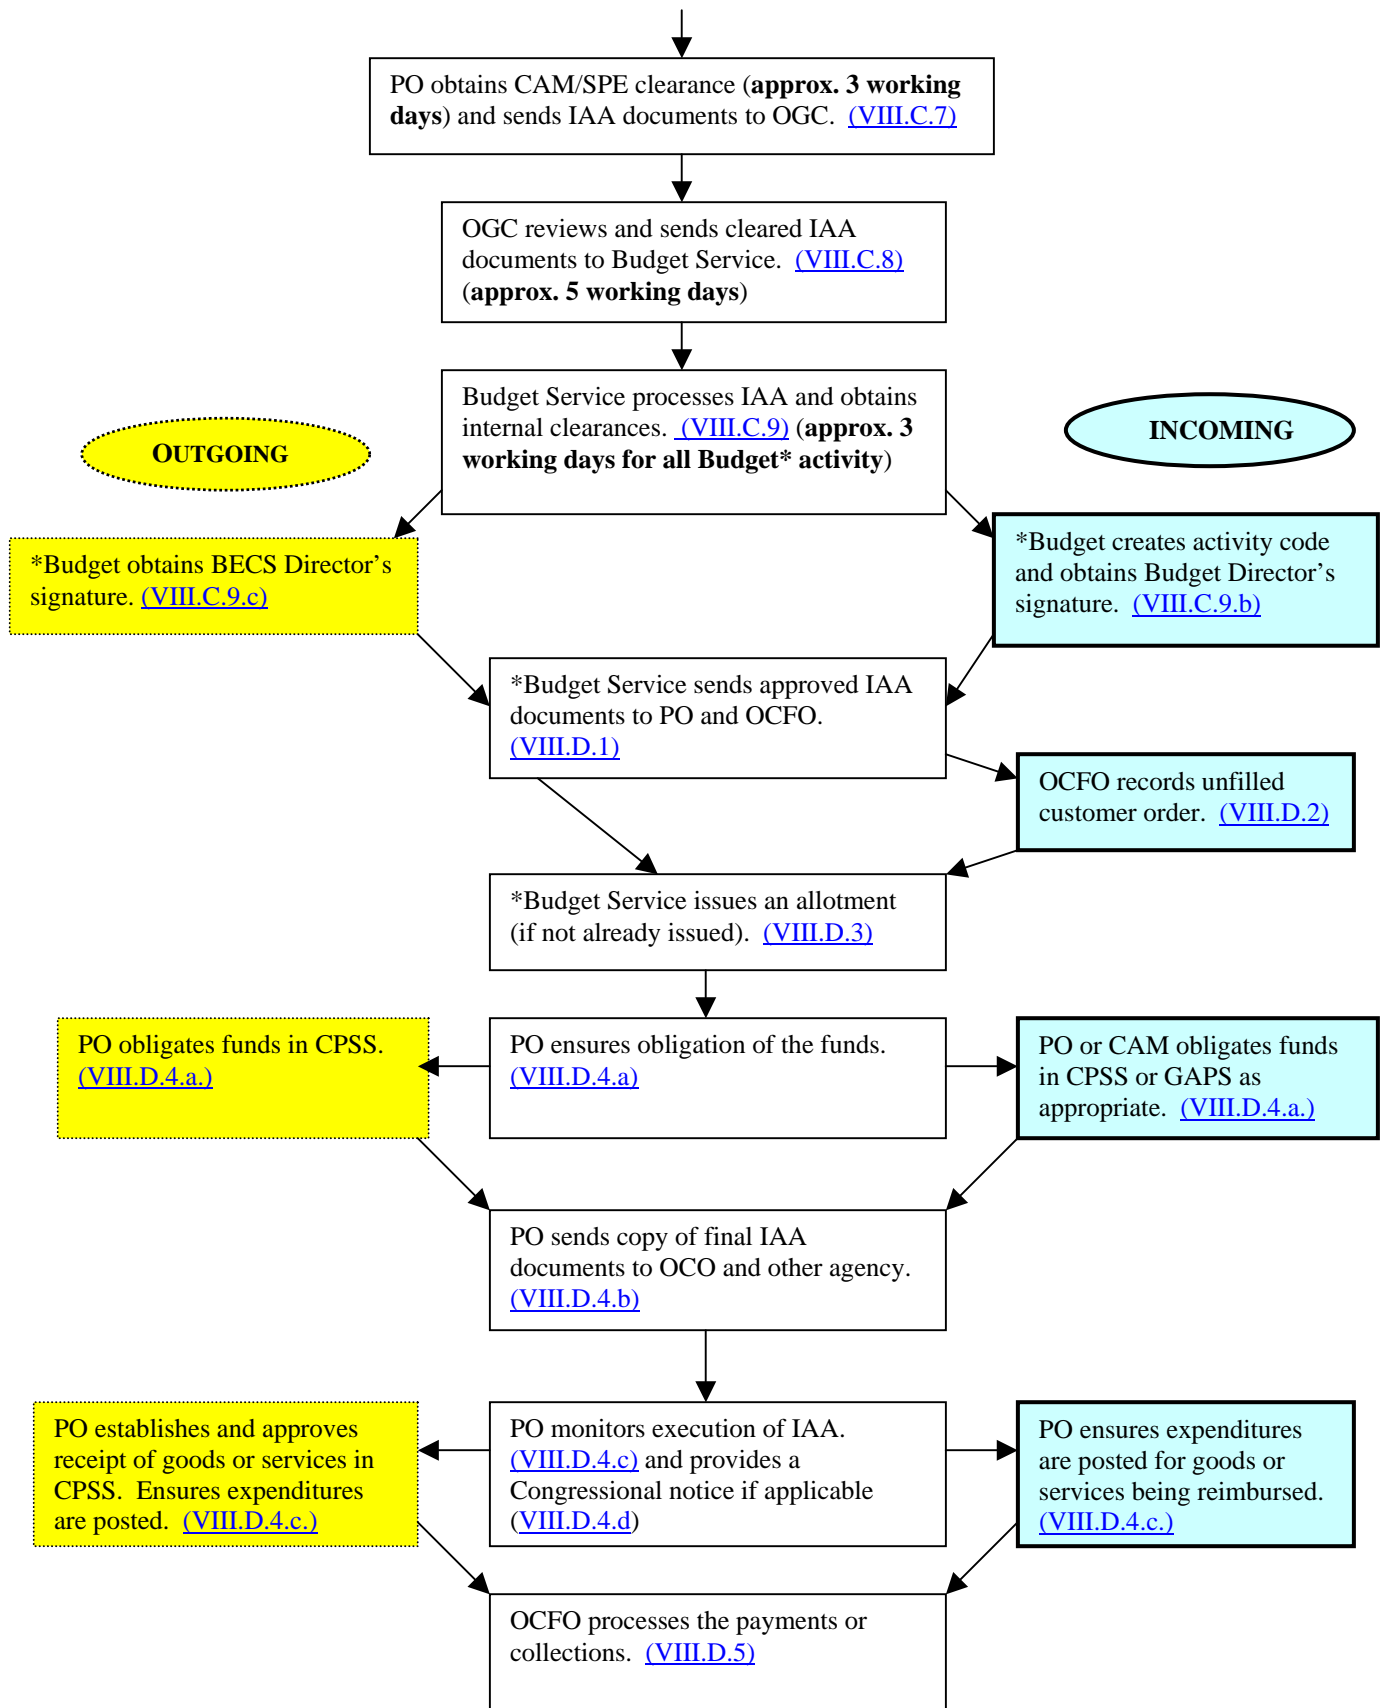 PO obtains CAM/SPE clearance (approx. 3 working
days) and sends IAA documents to OGC. (VIII.C.7)
OGC reviews and sends cleared IAA
documents to Budget Service. (VIII.C.8)
(approx. 5 working days)
Budget Service processes IAA and obtains
internal clearances. (VIII.C.9) (approx. 3
working days for all Budget* activity)
OUTGOING
INCOMING
*Budget obtains BECS Director's
signature. (VIII.C.9.c)
*Budget creates activity code
and obtains Budget Director's
signature. (VIII.C.9.b)
*Budget Service sends approved IAA
documents to PO and OCFO.
(VIII.D.1)
OCFO records unfilled
customer order. (VIII.D.2)
*Budget Service issues an allotment
(if not already issued). (VIII.D.3)
PO obligates funds in CPSS.
(VIII.D.4.a.)
PO ensures obligation of the funds.
(VIII.D.4.a)
PO or CAM obligates funds
in CPSS or GAPS as
appropriate. (VIII.D.4.a.)
PO sends copy of final IAA
documents to OCO and other agency.
(VIII.D.4.b)
PO establishes and approves
receipt of goods or services in
CPSS. Ensures expenditures
are posted. (VIII.D.4.c.)
PO monitors execution of IAA.
(VIII.D.4.c) and provides a
Congressional notice if applicable
(VIII.D.4.d)
PO ensures expenditures
are posted for goods or
services being reimbursed.
(VIII.D.4.c.)
OCFO processes the payments or
collections. (VIII.D.5)